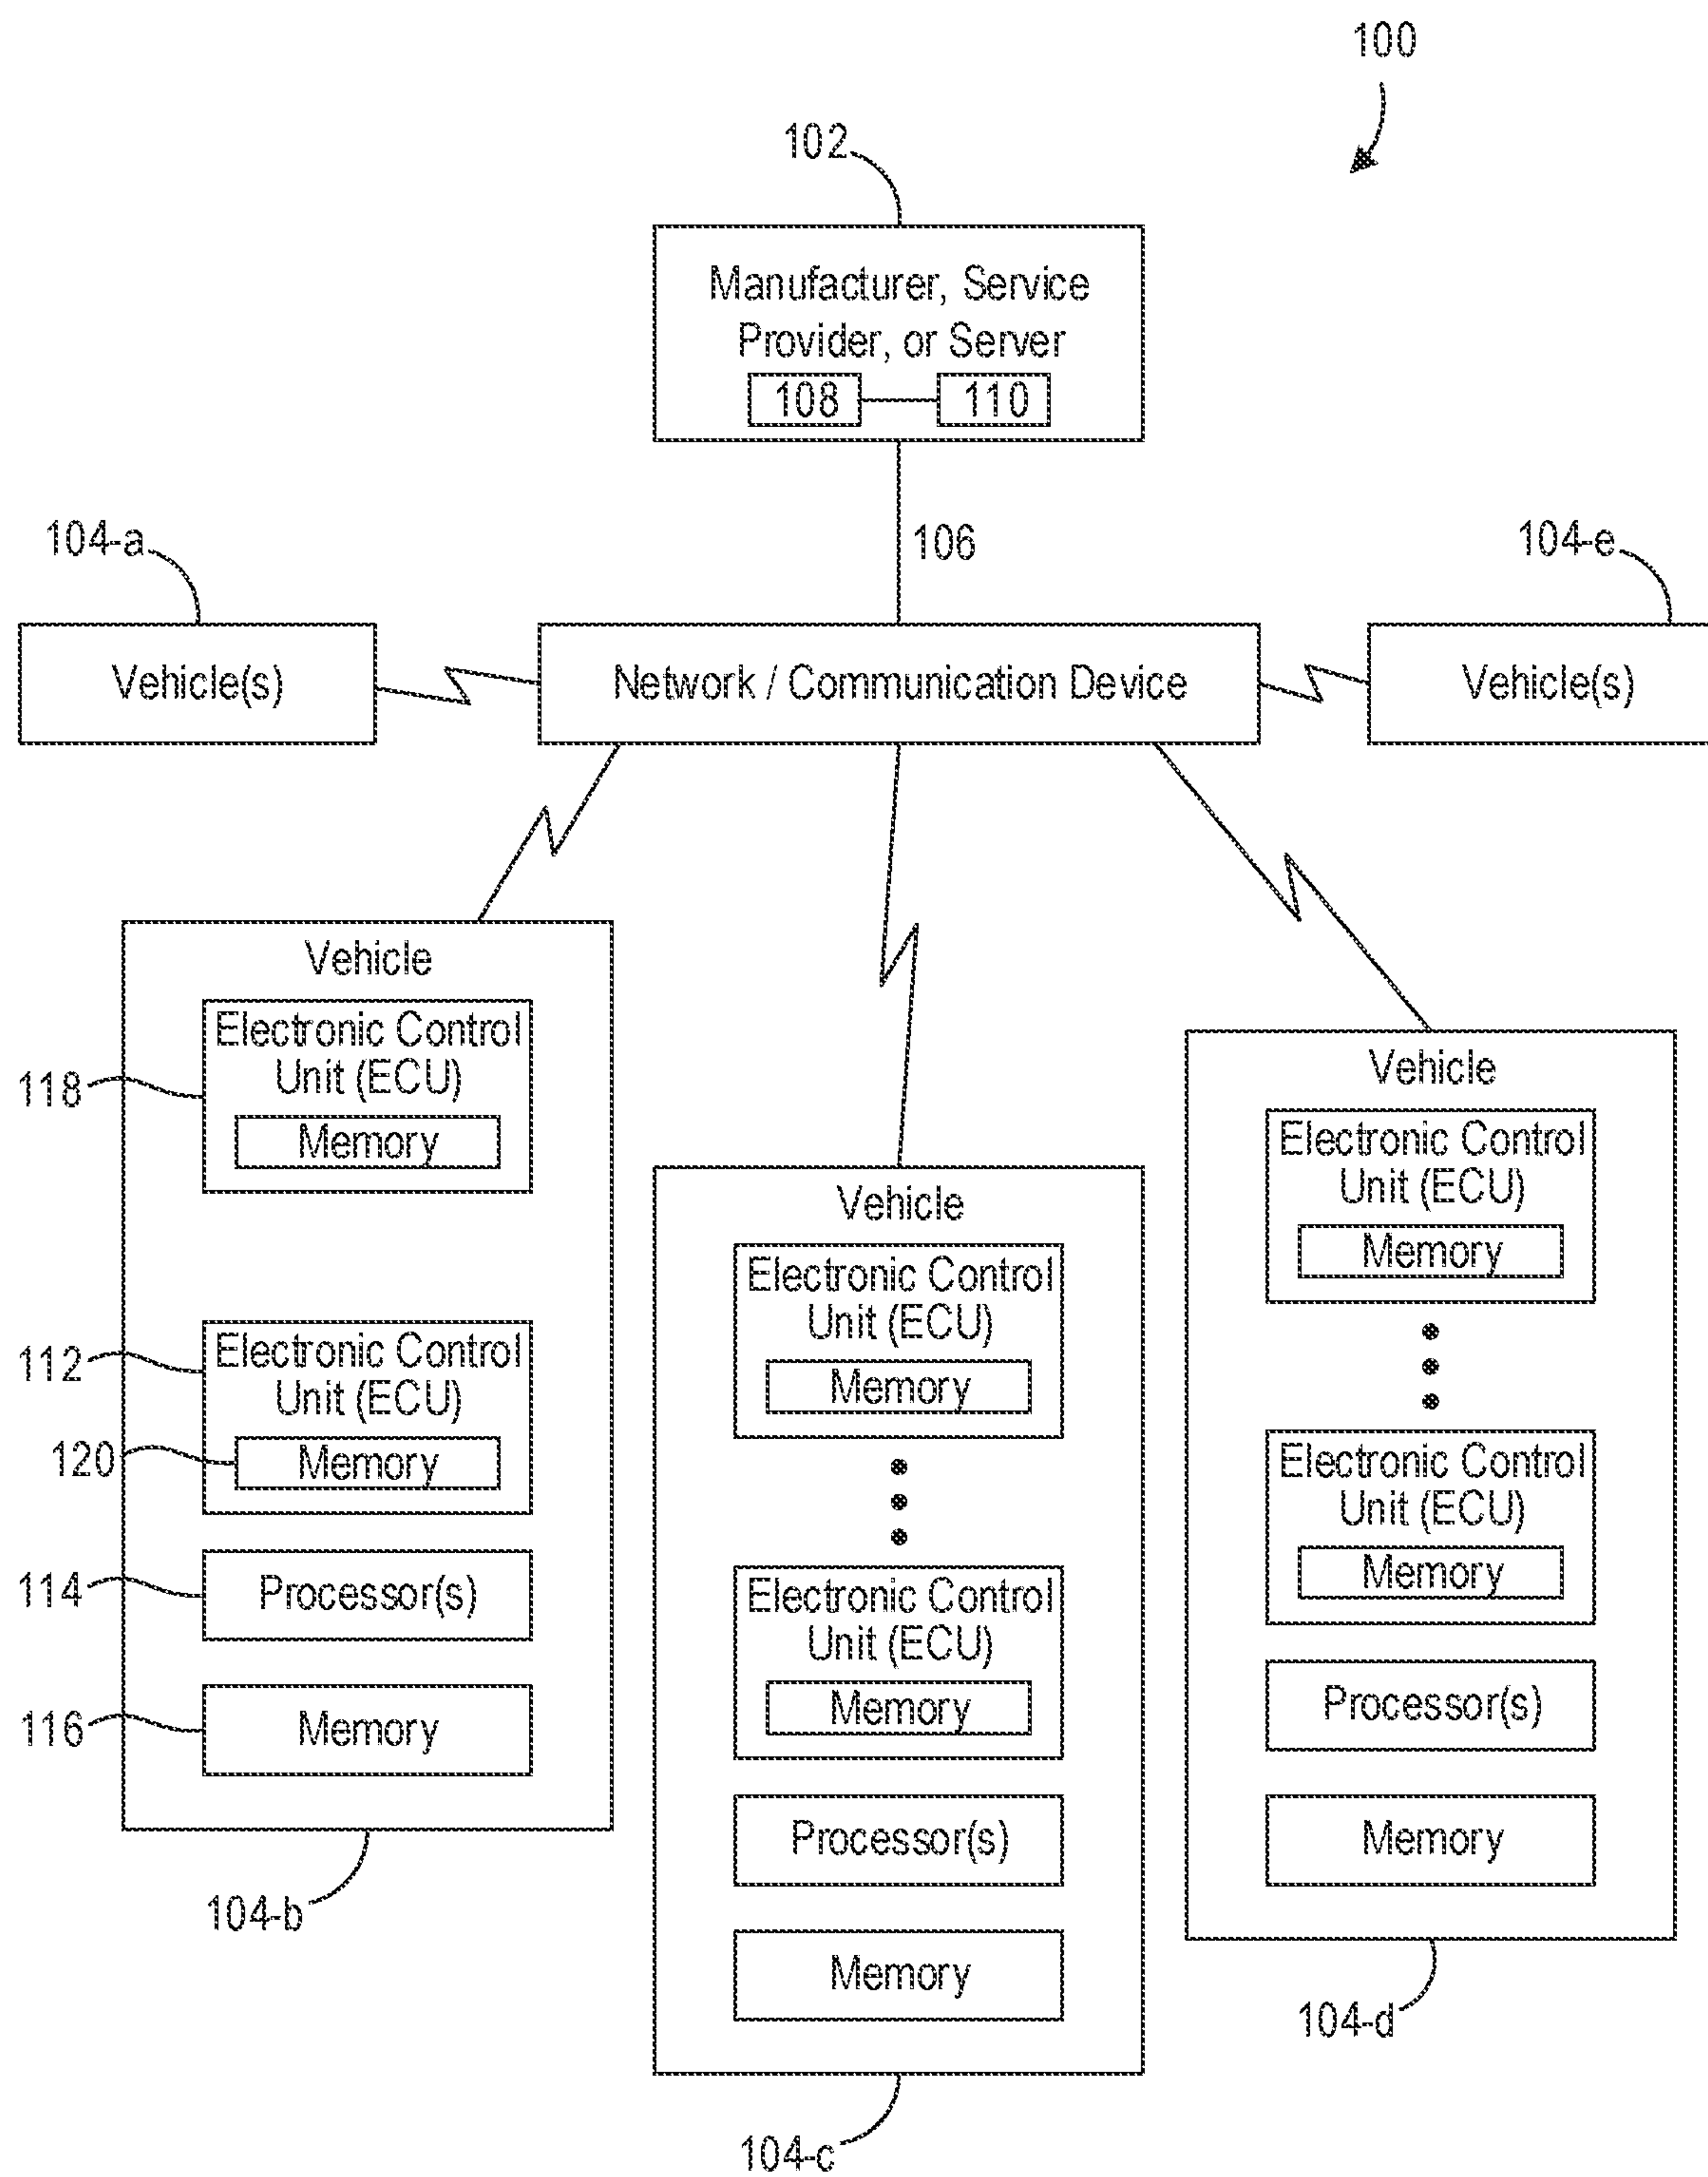 100
102
Manufacturer, Service
Provider, or Server
108
110
106
104-a
104-e
Vehicle(s)
Network / Communication Device
Vehicle(s)
Vehicle
Electronic Control
Unit (ECU)
Memory
118
Electronic Control
Unit (ECU)
Memory
112
120
Processor(s)
114
Memory
116
104-b
Vehicle
Electronic Control
Unit (ECU)
Memory
Electronic Control
Unit (ECU)
Memory
Processor(s)
Memory
104-c
Vehicle
Electronic Control
Unit (ECU)
Memory
Electronic Control
Unit (ECU)
Memory
Processor(s)
Memory
104-d